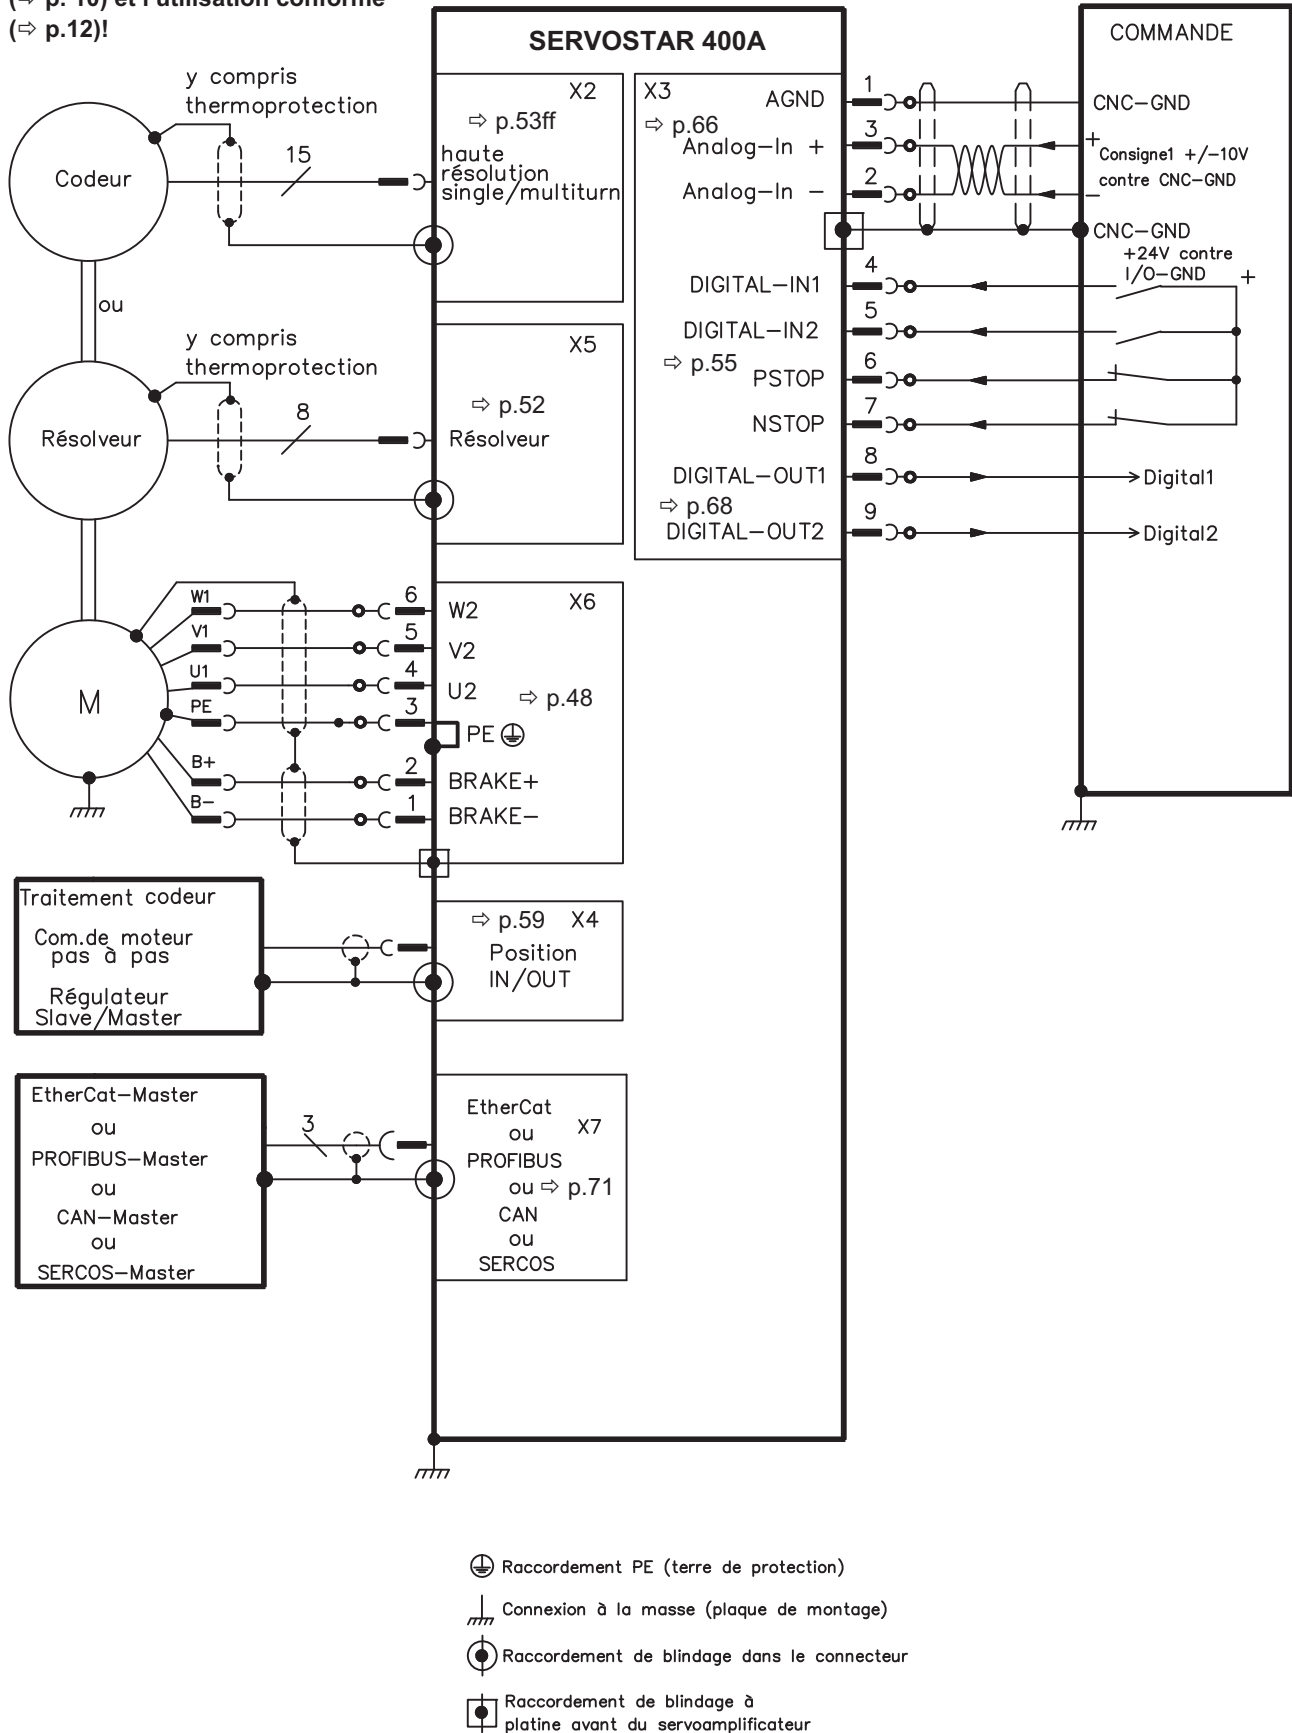 (⇨ p. 10) et l'utilisation conforme
(⇨ p.12)!
SERVOSTAR 400A
COMMANDE
y compris
thermoprotection
Codeur
15
X2
⇨ p.53ff
haute
résolution
single/multiturn
ou
y compris
thermoprotection
Résolveur
8
X5
⇨ p.52
Résolveur
X3
⇨ p.66
AGND
1
CNC-GND
Analog-In +
3
+
Consigne1 +/-10V
contre CNC-GND
Analog-In -
2
-
CNC-GND
+24V contre
I/O-GND
+
DIGITAL-IN1
4
DIGITAL-IN2
5
⇨ p.55
PSTOP
6
NSTOP
7
DIGITAL-OUT1
8
Digital1
⇨ p.68
DIGITAL-OUT2
9
Digital2
M
X6
W1
6
W2
V1
5
V2
U1
4
U2
⇨ p.48
PE
3
PE
B+
2
BRAKE+
B-
1
BRAKE-
Traitement codeur
Com.de moteur
pas à pas
Régulateur
Slave/Master
⇨ p.59
X4
Position
IN/OUT
EtherCat-Master
ou
PROFIBUS-Master
ou
CAN-Master
ou
SERCOS-Master
3
EtherCat
ou
X7
PROFIBUS
ou ⇨ p.71
CAN
ou
SERCOS
Raccordement PE (terre de protection)
Connexion à la masse (plaque de montage)
Raccordement de blindage dans le connecteur
Raccordement de blindage à
platine avant du servoamplificateur